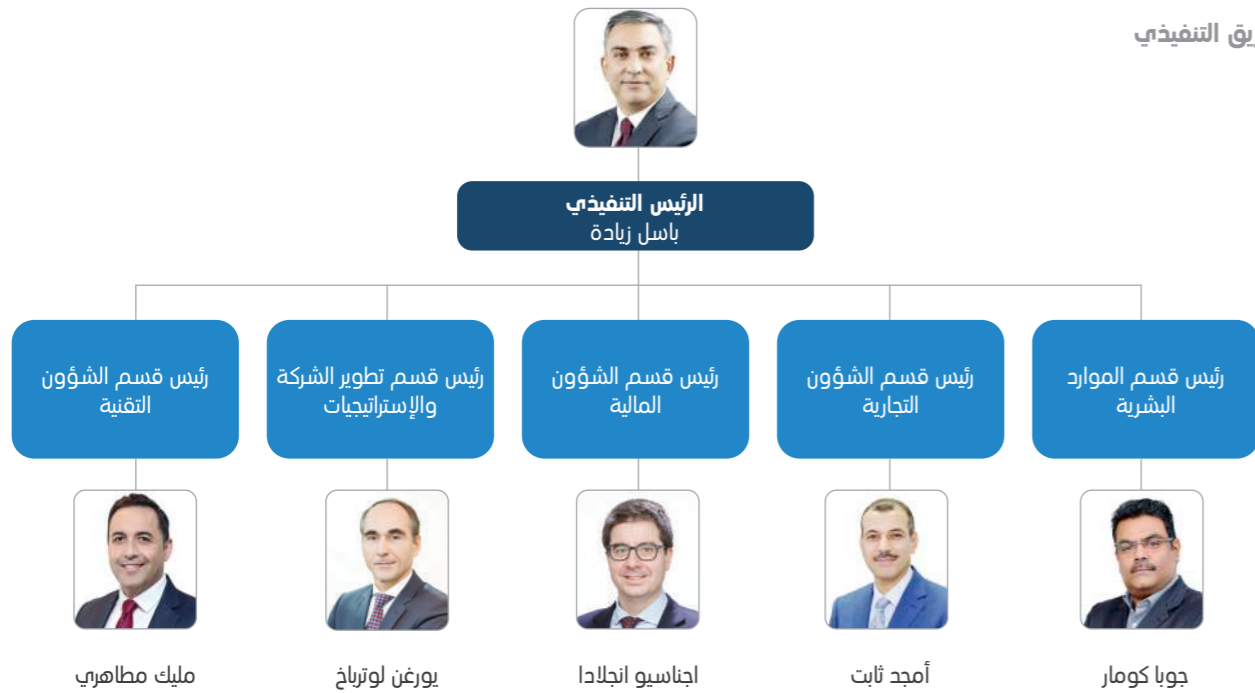 التنفيذي
الرئيس التنفيذي
باسل زيادة
رئيس قسم الموارد
البشرية
رئيس قسم الشؤون
التجارية
رئيس قسم الشؤون
المالية
رئيس قسم تطوير الشركة
والإستراتيجيات
رئيس قسم الشؤون
التقنية
جوبا كومار
أمجد ثابت
اجناسيو انجلادا
يورغن لوترباخ
مليك مطاهري